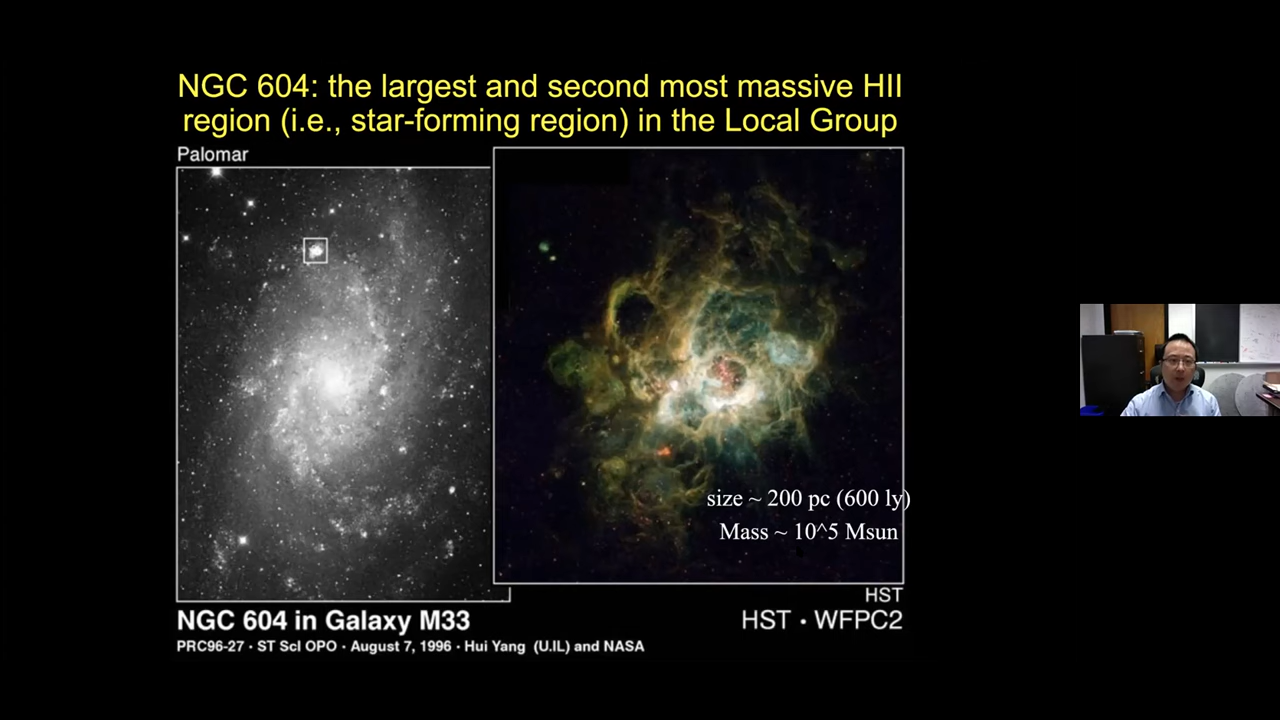 NGC 604: the largest and second most massive HII
region (i.e., star-forming region) in the Local Group
Palomar
size ~ 200 pc (600 ly)
Mass ~ 10^5 Msun
HST
NGC 604 in Galaxy M33
HST • WFPC2
PRC96-27 • ST ScI OPO • August 7, 1996 • Hui Yang (U.IL) and NASA